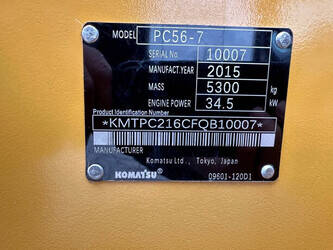 MODEL PC56-7
SERIAL No. 10007
MANUFACT.YEAR 2015
MASS 5300 kg
ENGINE POWER 34.5 kW
Product Identification Number
*KMTPC216CFQB10007*
Komatsu Ltd., Tokyo, Japan
KOMATSU 09601-120D1